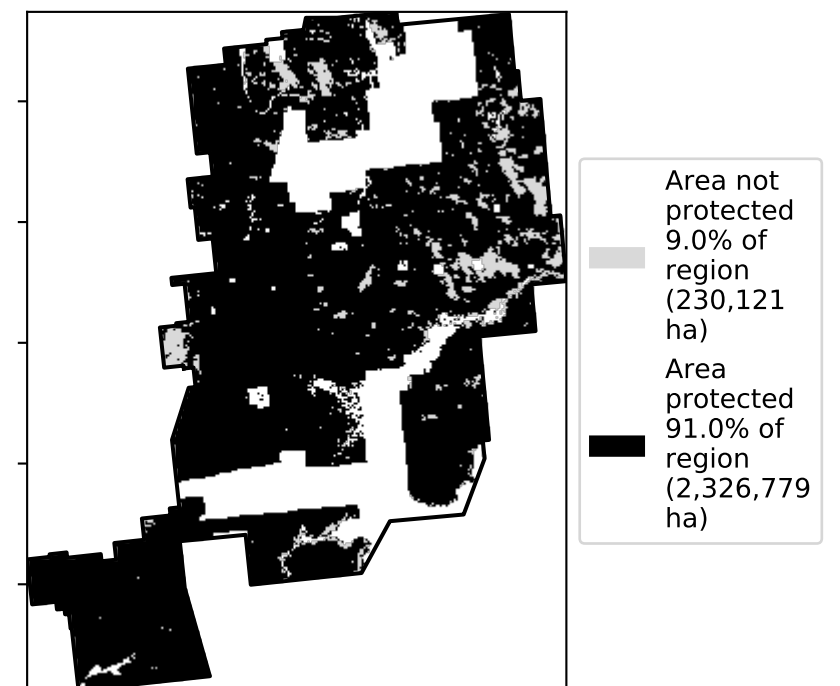 Area not
protected
9.0% of
region
(230,121
ha)
Area
protected
91.0% of
region
(2,326,779
ha)